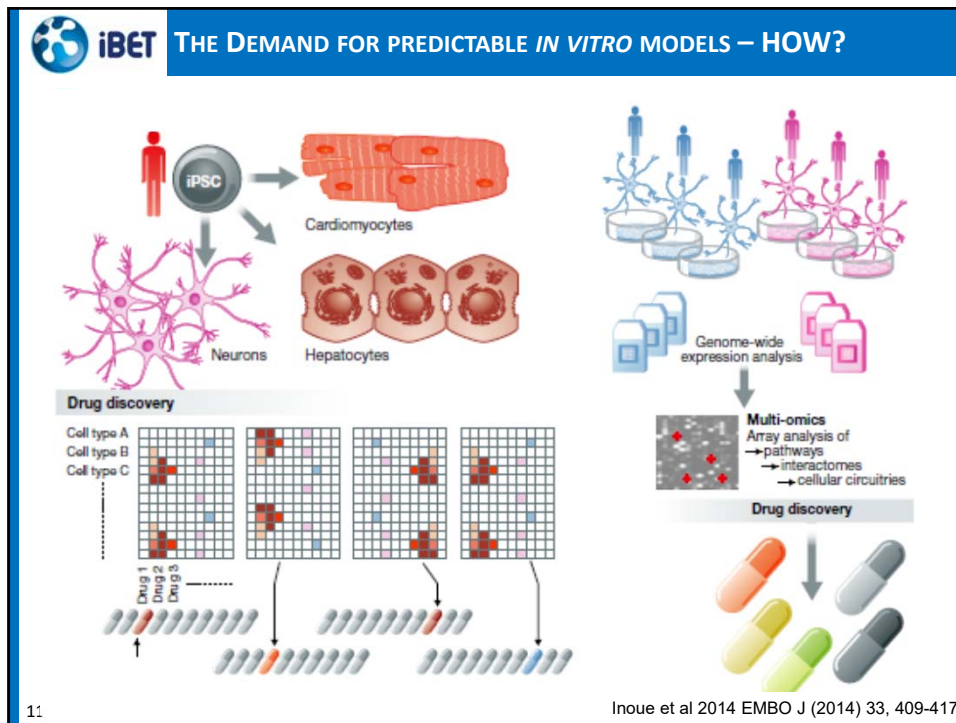 iBET
THE DEMAND FOR PREDICTABLE IN VITRO MODELS – HOW?
iPSC
Cardiomyocytes
Neurons
Hepatocytes
Drug discovery
Cell type A
Cell type B
Cell type C
Drug 1
Drug 2
Drug 3
Genome-wide
expression analysis
Multi-omics
Array analysis of
pathways
interactomes
cellular circuitries
Drug discovery
11
Inoue et al 2014 EMBO J (2014) 33, 409-417